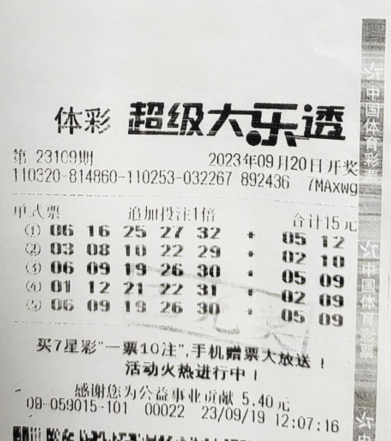 体彩 超级大乐透
第 23109期 2023年09月20日开奖
110320-814860-110253-032267 892436 7MAxwg
单式票 追加投注1倍 合计15元
① 06 16 25 27 32 + 05 12
② 03 08 10 22 29 + 02 10
③ 06 09 19 26 30 + 05 09
④ 01 12 21 22 31 + 02 09
⑤ 06 09 19 26 30 + 05 09
买7星彩"一票10注",手机赠票大放送!
活动火热进行中!
感谢您为公益事业贡献 5.40元
09-059015-101 00022 23/09/19 12:07:16
中国体育彩票